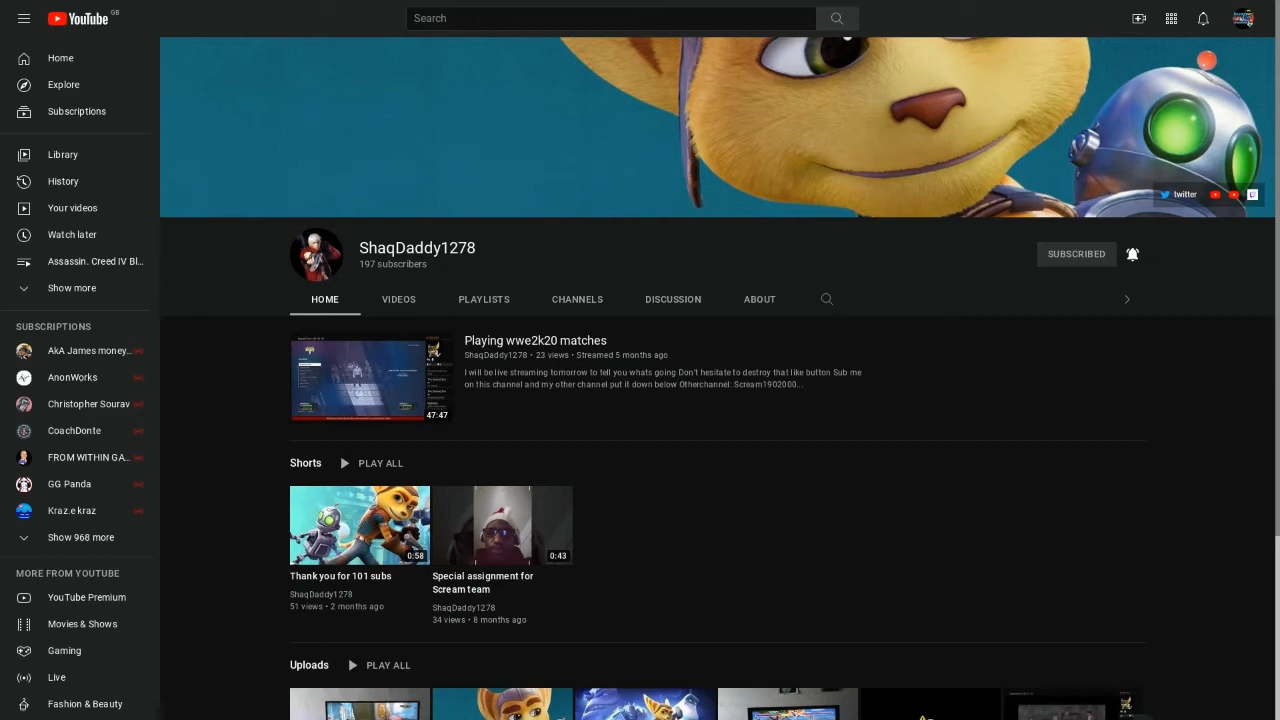 YouTube GB
Search
Home
Explore
Subscriptions
Library
History
Your videos
Watch later
Assassin. Creed IV Bl...
Show more
SUBSCRIPTIONS
AkA James money...
AnonWorks
Christopher Sourav
CoachDonte
FROM WITHIN GA...
GG Panda
Kraz.e kraz
Show 968 more
MORE FROM YOUTUBE
YouTube Premium
Movies & Shows
Gaming
Live
Fashion & Beauty
twitter
ShaqDaddy1278
197 subscribers
SUBSCRIBED
HOME VIDEOS PLAYLISTS CHANNELS DISCUSSION ABOUT
47:47
Playing wwe2k20 matches
ShaqDaddy1278 • 23 views • Streamed 5 months ago
I will be live streaming tomorrow to tell you whats going Don't hesitate to destroy that like button Sub me
on this channel and my other channel put it down below Otherchannel: Scream1902000...
Shorts PLAY ALL
0:58
Thank you for 101 subs
ShaqDaddy1278
51 views • 2 months ago
0:43
Special assignment for
Scream team
ShaqDaddy1278
34 views • 8 months ago
Uploads PLAY ALL